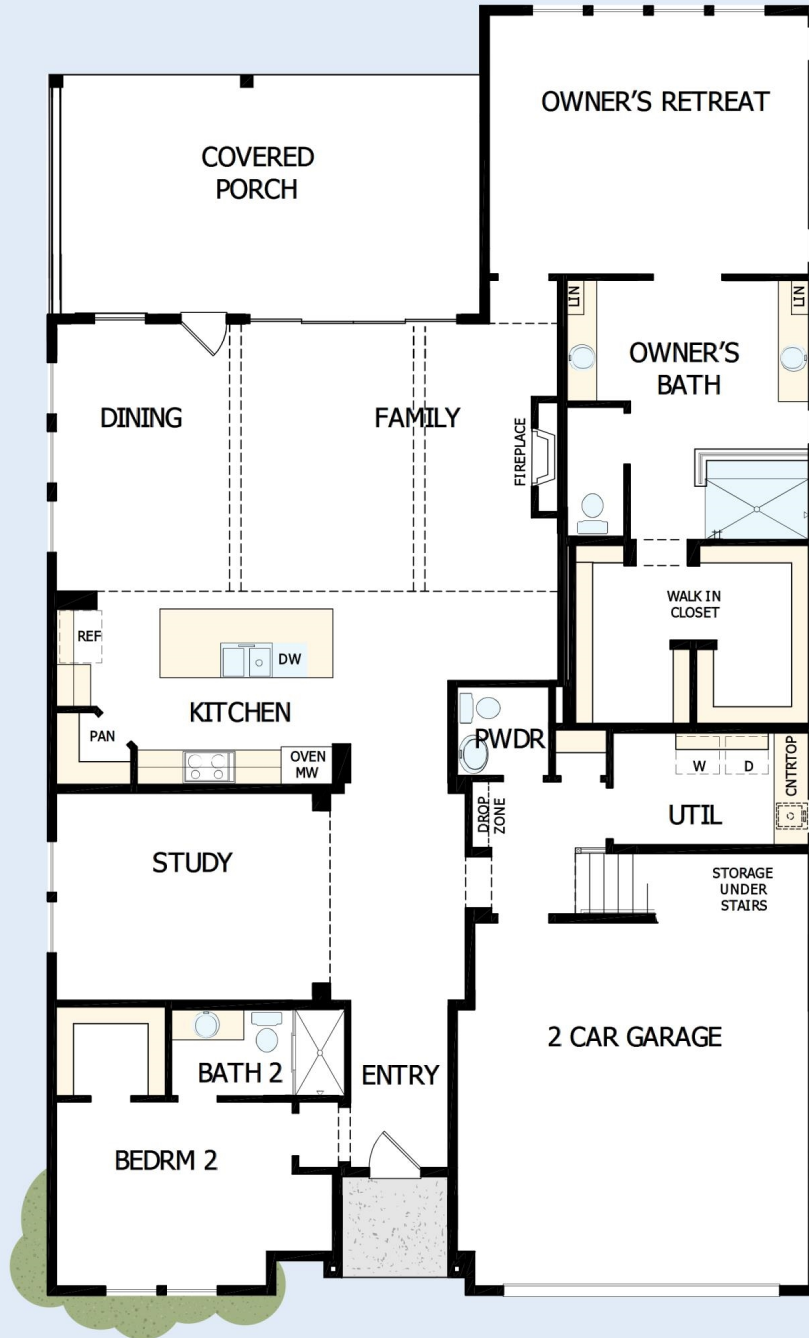 OWNER'S RETREAT
COVERED
PORCH
LIN
LIN
OWNER'S
BATH
DINING
FAMILY
FIREPLACE
WALK IN
CLOSET
REF
DW
KITCHEN
PAN
OVEN
MW
PWDR
W
D
CNTRTOP
UTIL
DROP
ZONE
STUDY
STORAGE
UNDER
STAIRS
2 CAR GARAGE
BATH 2
ENTRY
BEDRM 2